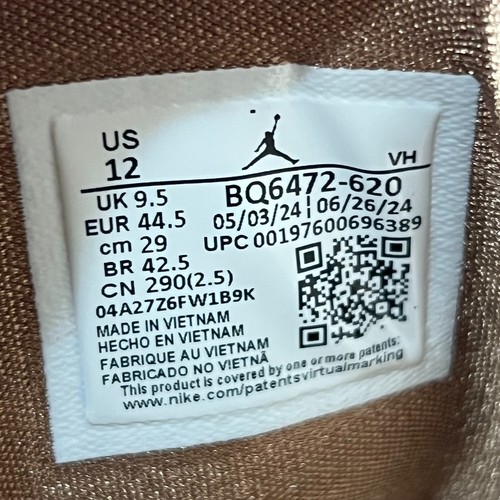 US
12
VH
UK 9.5
BQ6472-620
EUR 44.5
05/03/24 | 06/26/24
cm 29
UPC 00197600696389
BR 42.5
CN 290(2.5)
04A27Z6FW1B9K
MADE IN VIETNAM
HECHO EN VIETNAM
FABRIQUE AU VIETNAM
FABRICADO NO VIETNÃ
This product is covered by one or more patents:
www.nike.com/patentsvirtualmarking